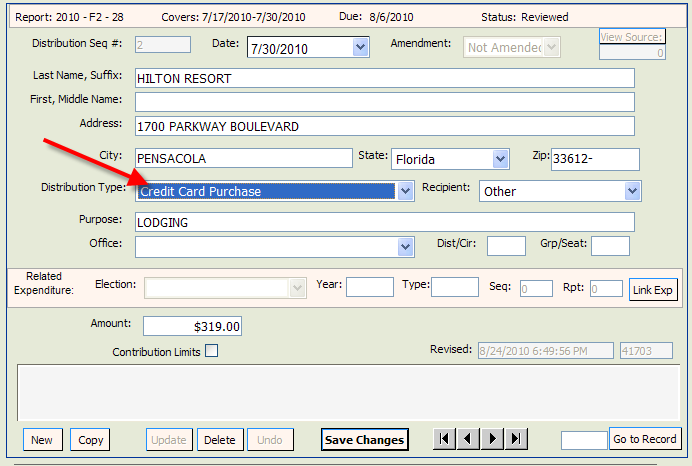 Report: 2010 - F2 - 28 Covers: 7/17/2010-7/30/2010 Due: 8/6/2010 Status: Reviewed
Distribution Seq #: 2 Date: 7/30/2010 Amendment: Not Amended View Source:
0
Last Name, Suffix: HILTON RESORT
First, Middle Name:
Address: 1700 PARKWAY BOULEVARD
City: PENSACOLA State: Florida Zip: 33612-
Distribution Type: Credit Card Purchase Recipient: Other
Purpose: LODGING
Office: Dist/Cir: Grp/Seat:
Related
Expenditure: Election: Year: Type: Seq: 0 Rpt: 0 Link Exp
Amount: $319.00
Contribution Limits Revised: 8/24/2010 6:49:56 PM 41703
New Copy Update Delete Undo Save Changes Go to Record